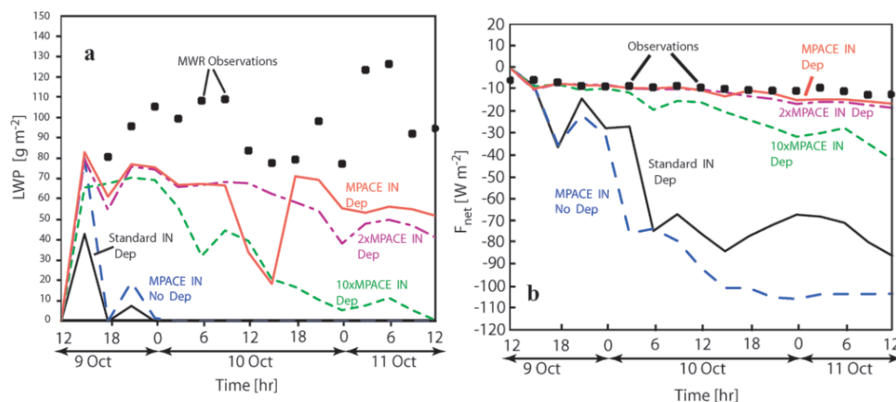 a
MWR Observations
LWP [g m-2]
150
140
130
120
110
100
90
80
70
60
50
40
30
20
10
0
Standard IN
Dep
MPACE IN
No Dep
MPACE IN
Dep
2xMPACE IN
Dep
10xMPACE IN
Dep
12 18 0 6 12 18 0 6 12
9 Oct 10 Oct 11 Oct
Time [hr]
b
Observations
MPACE IN
Dep
2xMPACE IN Dep
10xMPACE IN
Dep
Standard IN
Dep
MPACE IN
No Dep
Fnet [W m-2]
20
10
0
-10
-20
-30
-40
-50
-60
-70
-80
-90
-100
-110
-120
12 18 0 6 12 18 0 6 12
9 Oct 10 Oct 11 Oct
Time [hr]